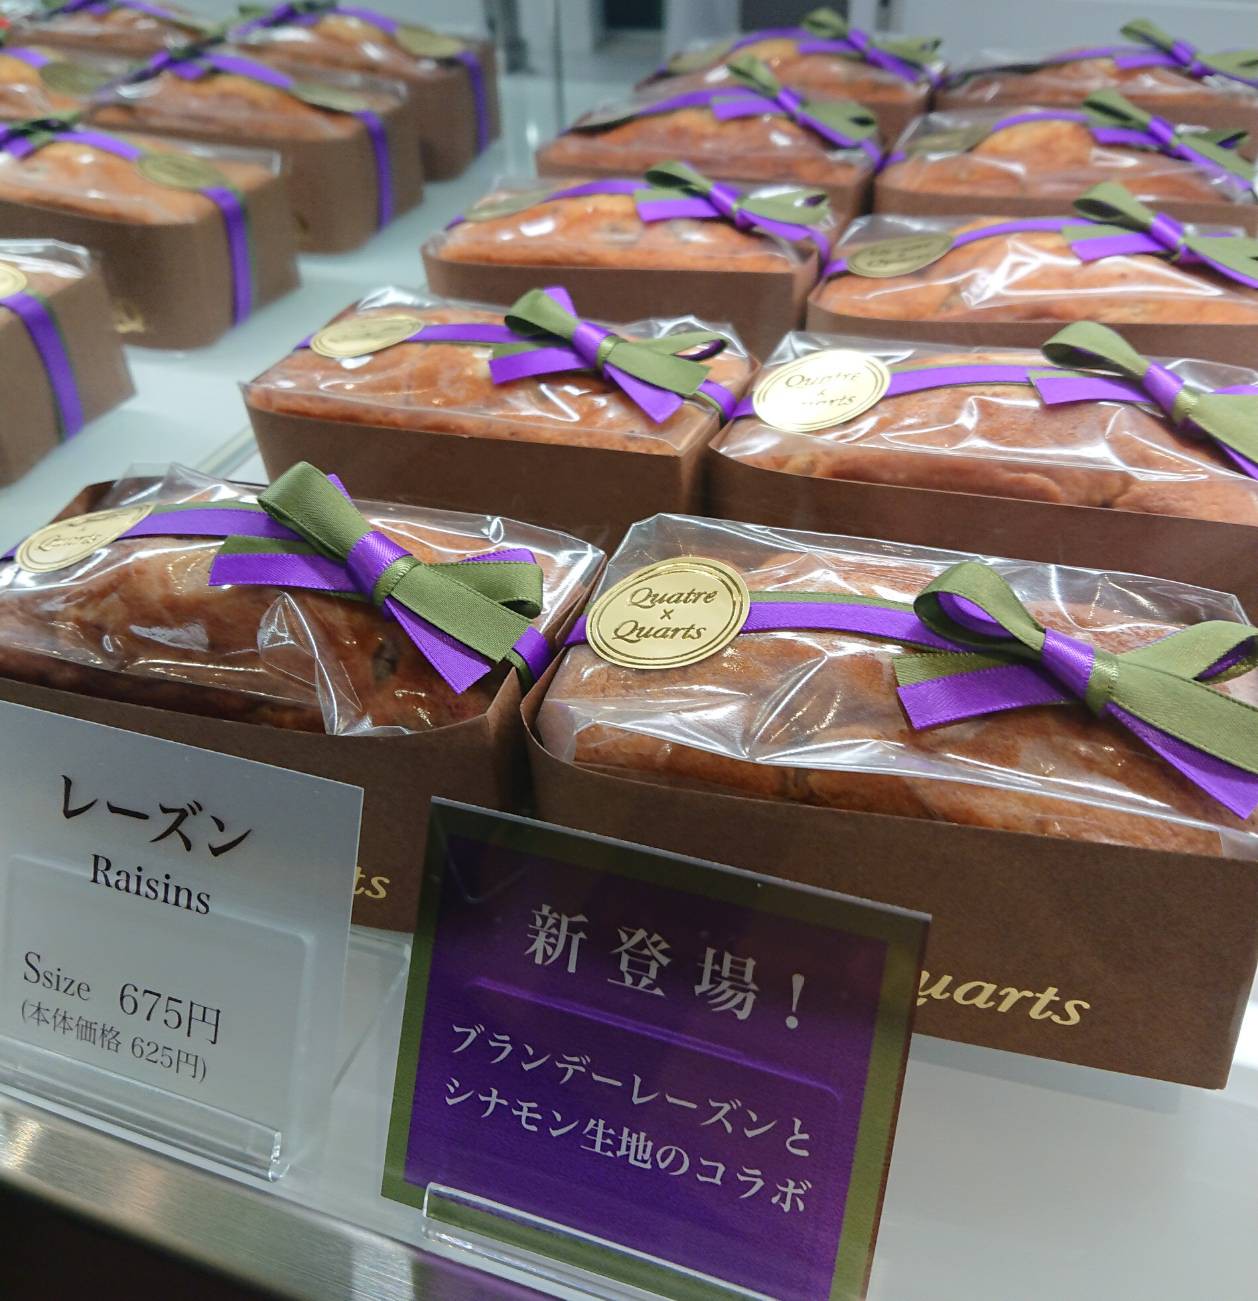 Quatre
×
Quarts
Quatre
×
Quarts
レーズン
Raisins
Ssize 675円
(本体価格 625円)
新登場！
ブランデーレーズンと
シナモン生地のコラボ